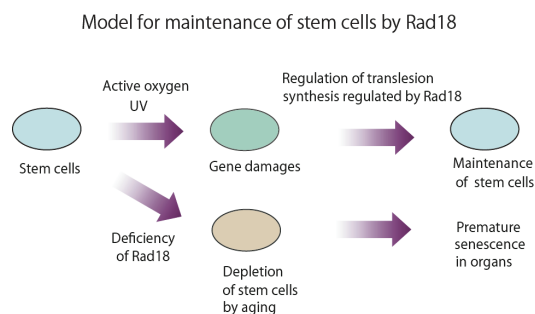 Model for maintenance of stem cells by Rad18
Active oxygen
UV
Regulation of translesion
synthesis regulated by Rad18
Stem cells
Gene damages
Maintenance
of stem cells
Deficiency
of Rad18
Depletion
of stem cells
by aging
Premature
senescence
in organs